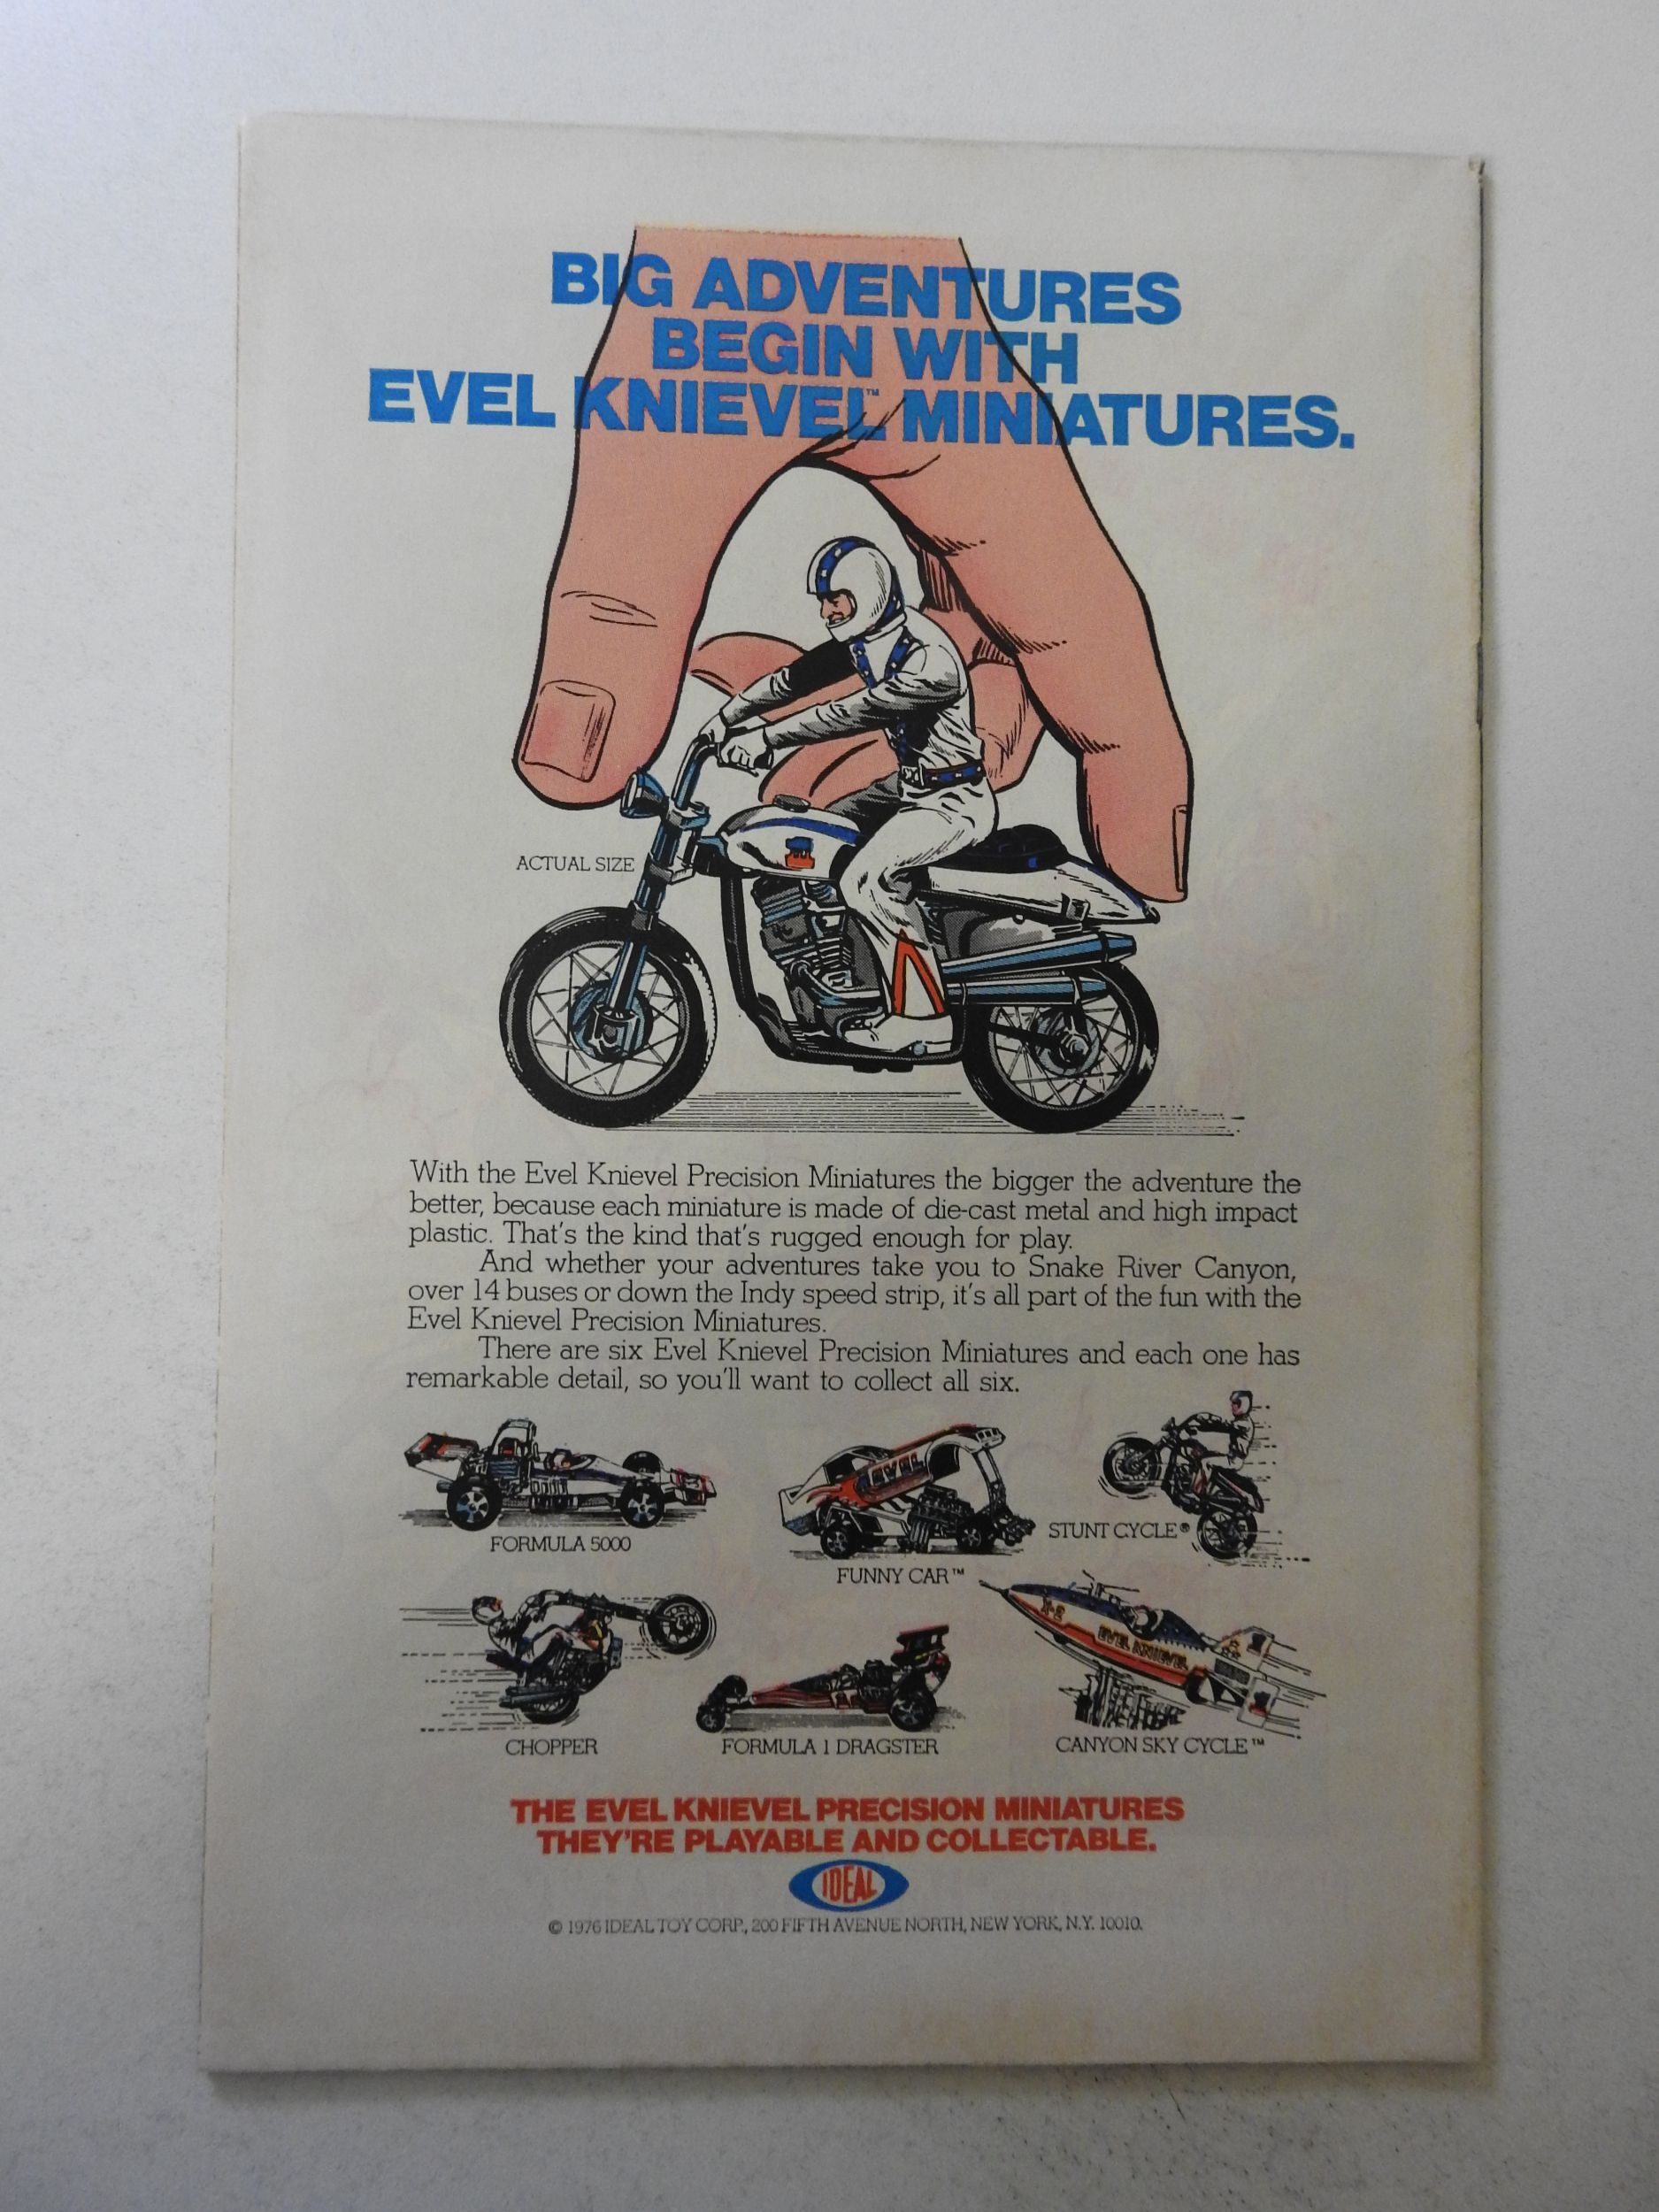 BIG ADVENTURES
BEGIN WITH
EVEL KNIEVEL™ MINIATURES.
ACTUAL SIZE
With the Evel Knievel Precision Miniatures the bigger the adventure the
better, because each miniature is made of die-cast metal and high impact
plastic. That's the kind that's rugged enough for play.
And whether your adventures take you to Snake River Canyon,
over 14 buses or down the Indy speed strip, it's all part of the fun with the
Evel Knievel Precision Miniatures.
There are six Evel Knievel Precision Miniatures and each one has
remarkable detail, so you'll want to collect all six.
EVEL
FORMULA 5000
STUNT CYCLE®
FUNNY CAR™
X-2
EVEL KNIEVEL
CHOPPER
FORMULA 1 DRAGSTER
CANYON SKY CYCLE™
THE EVEL KNIEVEL PRECISION MINIATURES
THEY'RE PLAYABLE AND COLLECTABLE.
IDEAL
© 1976 IDEAL TOY CORP., 200 FIFTH AVENUE NORTH, NEW YORK, N.Y. 10010.